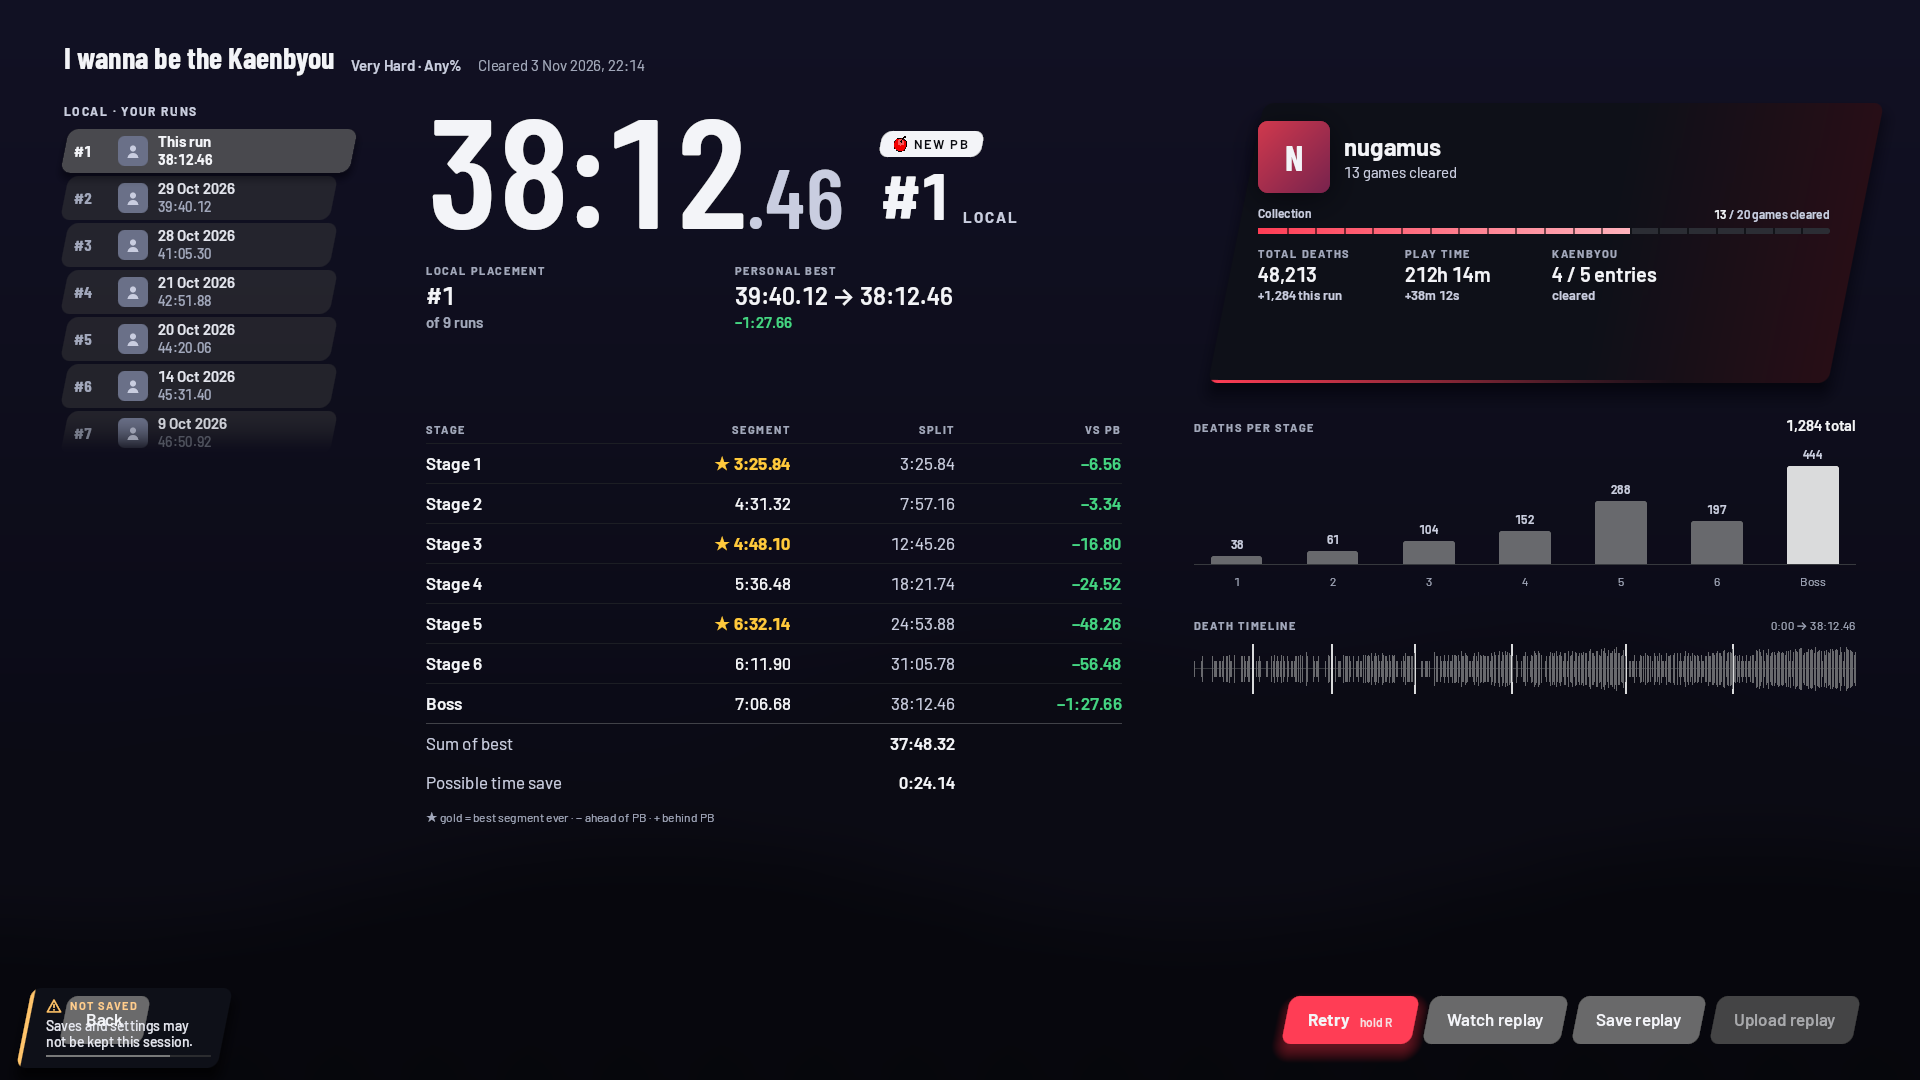 I wanna be the Kaenbyou Very Hard · Any% Cleared 3 Nov 2026, 22:14
LOCAL · YOUR RUNS
#1 This run
38:12.46
#2 29 Oct 2026
39:40.12
#3 28 Oct 2026
41:05.30
#4 21 Oct 2026
42:51.88
#5 20 Oct 2026
44:20.06
#6 14 Oct 2026
45:31.40
#7 9 Oct 2026
46:50.92
38:12.46
NEW PB
#1 LOCAL
LOCAL PLACEMENT
#1
of 9 runs
PERSONAL BEST
39:40.12 → 38:12.46
−1:27.66
N
nugamus
13 games cleared
Collection 13 / 20 games cleared
TOTAL DEATHS PLAY TIME KAENBYOU
48,213 212h 14m 4 / 5 entries
+1,284 this run +38m 12s cleared
STAGE SEGMENT SPLIT VS PB
Stage 1 ★ 3:25.84 3:25.84 −6.56
Stage 2 4:31.32 7:57.16 −3.34
Stage 3 ★ 4:48.10 12:45.26 −16.80
Stage 4 5:36.48 18:21.74 −24.52
Stage 5 ★ 6:32.14 24:53.88 −48.26
Stage 6 6:11.90 31:05.78 −56.48
Boss 7:06.68 38:12.46 −1:27.66
Sum of best 37:48.32
Possible time save 0:24.14
★ gold = best segment ever · − ahead of PB · + behind PB
DEATHS PER STAGE 1,284 total
38 61 104 152 288 197 444
1 2 3 4 5 6 Boss
DEATH TIMELINE 0:00 → 38:12.46
NOT SAVED
Back
Saves and settings may
not be kept this session.
Retry hold R
Watch replay
Save replay
Upload replay